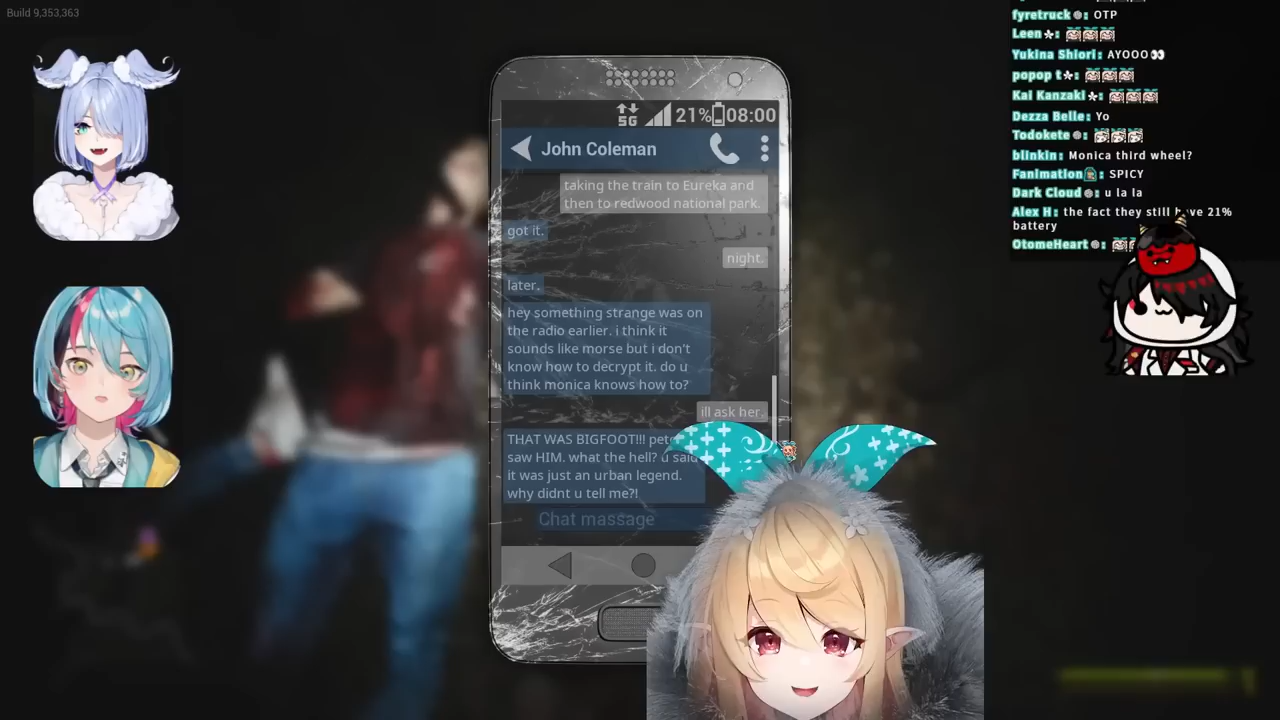 Build 9,353,363
5G 21% 08:00
John Coleman
taking the train to Eureka and
then to redwood national park.
got it.
night.
later.
hey something strange was on
the radio earlier. i think it
sounds like morse but i don't
know how to decrypt it. do u
think monica knows how to?
ill ask her.
THAT WAS BIGFOOT!!!
saw HIM. what the hell? u said
it was just an urban legend.
why didnt u tell me?!
Chat massage
fyretruck: OTP
Leen:
Yukina Shiori: AYOOO👀
popop t:
Kai Kanzaki:
Dezza Belle: Yo
Todokete:
blinkin: Monica third wheel?
Fanimation: SPICY
Dark Cloud: u la la
Alex H: the fact they still 21%
battery
OtomeHeart: